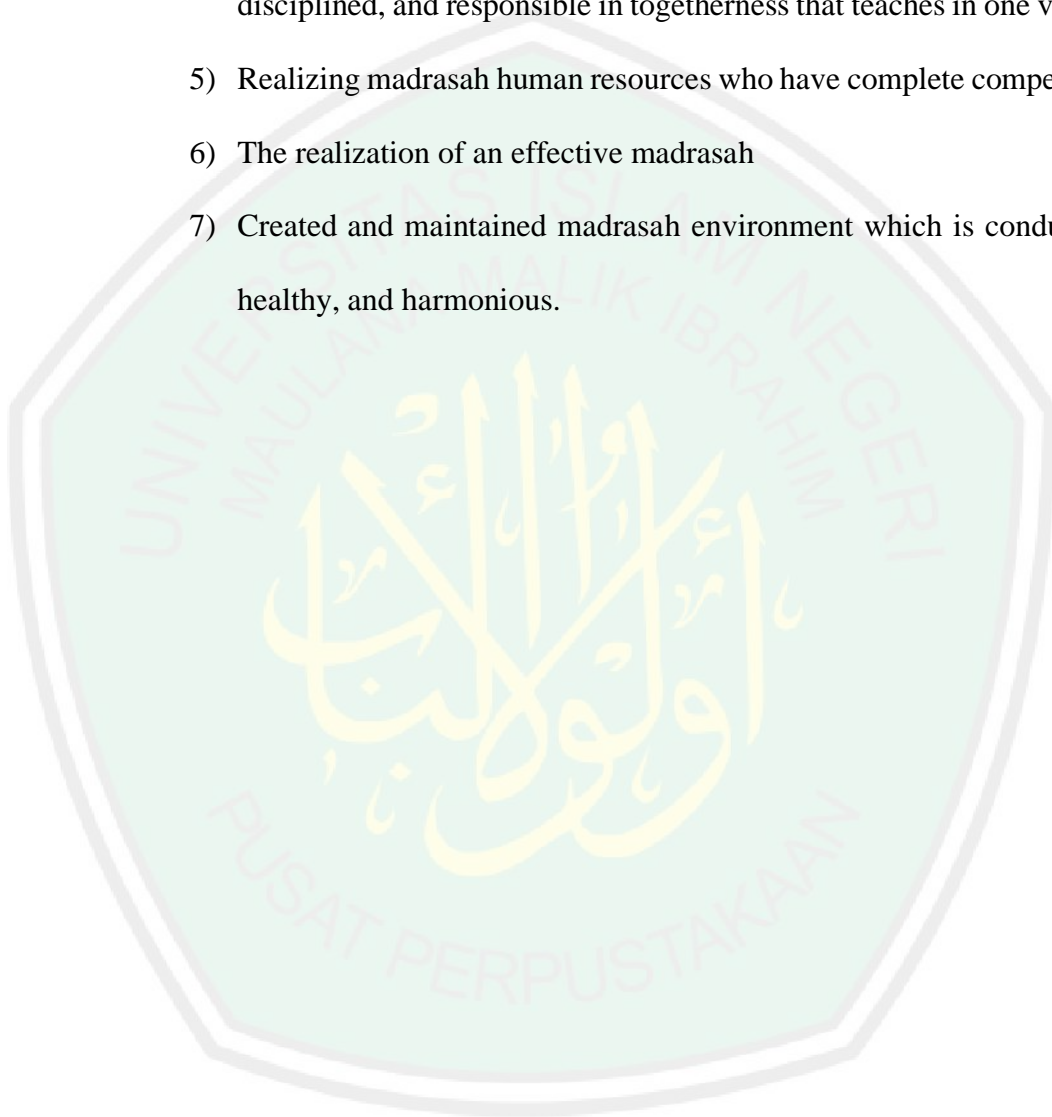 disciplined, and responsible in togetherness that teaches in one
5) Realizing madrasah human resources who have complete
6) The realization of an effective madrasah
7) Created and maintained madrasah environment which is
healthy, and harmonious.
UNIVERSITAS ISLAM NEGERI
MAULANA MALIK IBRAHIM
أولوا الألباب
PUSAT PERPUSTAKAAN